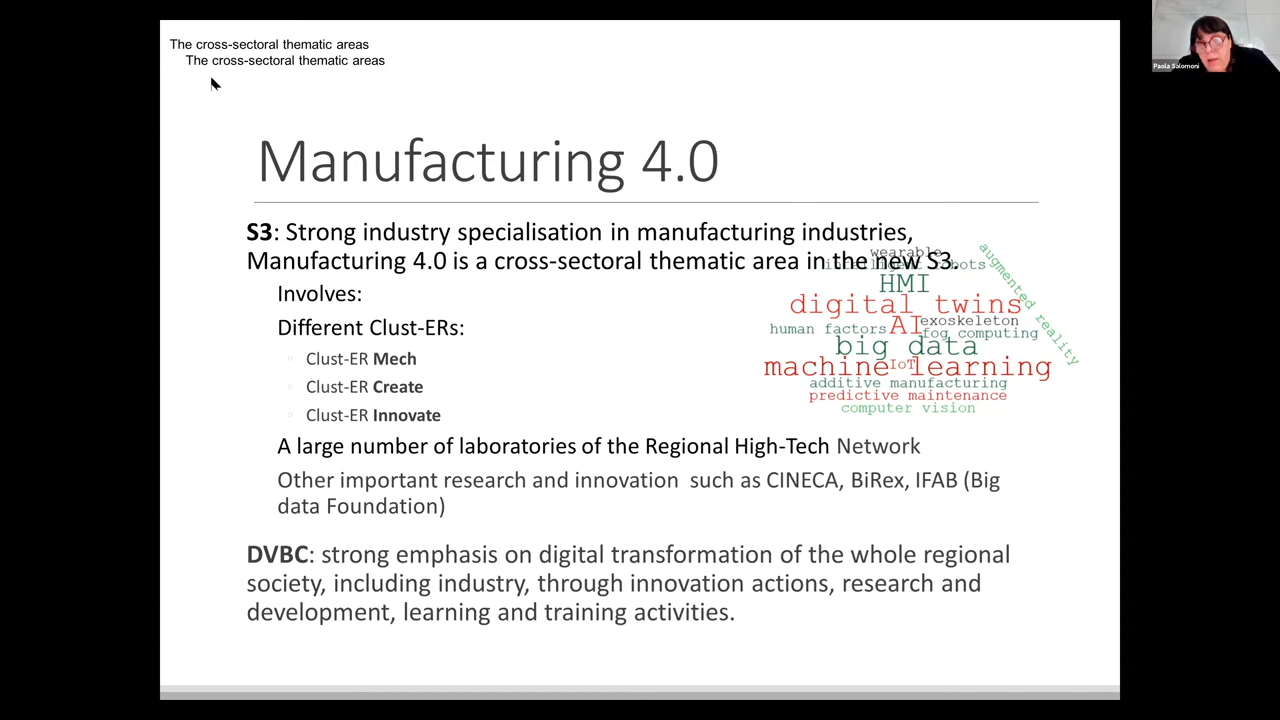 The cross-sectoral thematic areas
The cross-sectoral thematic areas
Paola Salomoni
Manufacturing 4.0
S3: Strong industry specialisation in manufacturing industries,
Manufacturing 4.0 is a cross-sectoral thematic area in the new S3.
Involves:
Different Clust-ERs:
Clust-ER Mech
Clust-ER Create
Clust-ER Innovate
A large number of laboratories of the Regional High-Tech Network
Other important research and innovation such as CINECA, BiRex, IFAB (Big
data Foundation)
DVBC: strong emphasis on digital transformation of the whole regional
society, including industry, through innovation actions, research and
development, learning and training activities.
wearable
robots
augmented reality
HMI
digital twins
exoskeleton
human factors
AI
fog computing
big data
machine learning
IoT
additive manufacturing
predictive maintenance
computer vision